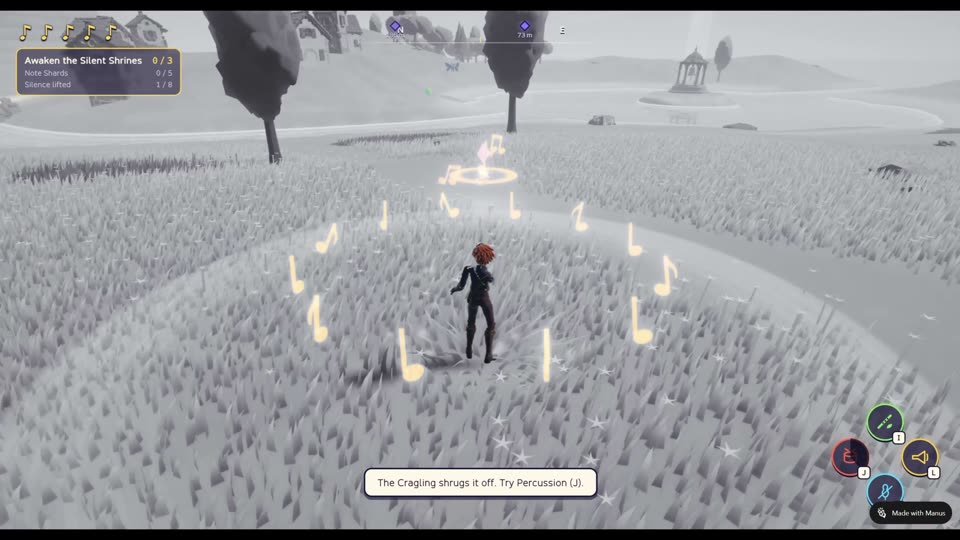 Awaken the Silent Shrines 0 / 3
Note Shards 0 / 5
Silence lifted 1 / 8
N
73 m
E
I
J
L
The Cragling shrugs it off. Try Percussion (J).
Made with Manus